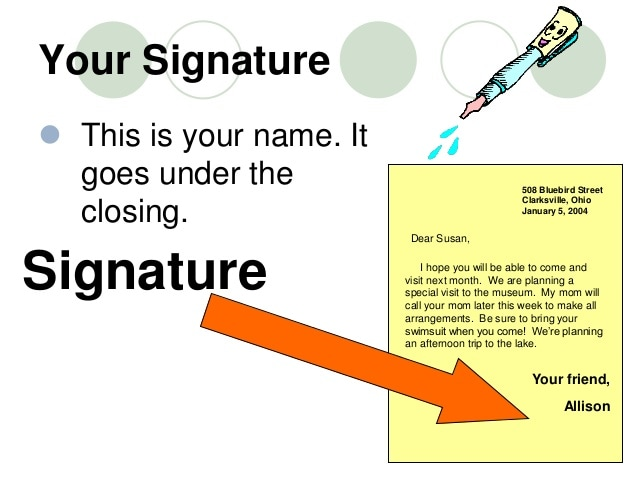 Your Signature
This is your name. It
goes under the
closing.
Signature
508 Bluebird Street
Clarksville, Ohio
January 5, 2004
Dear Susan,
I hope you will be able to come and
visit next month. We are planning a
special visit to the museum. My mom will
call your mom later this week to make all
arrangements. Be sure to bring your
swimsuit when you come! We're planning
an afternoon trip to the lake.
Your friend,
Allison